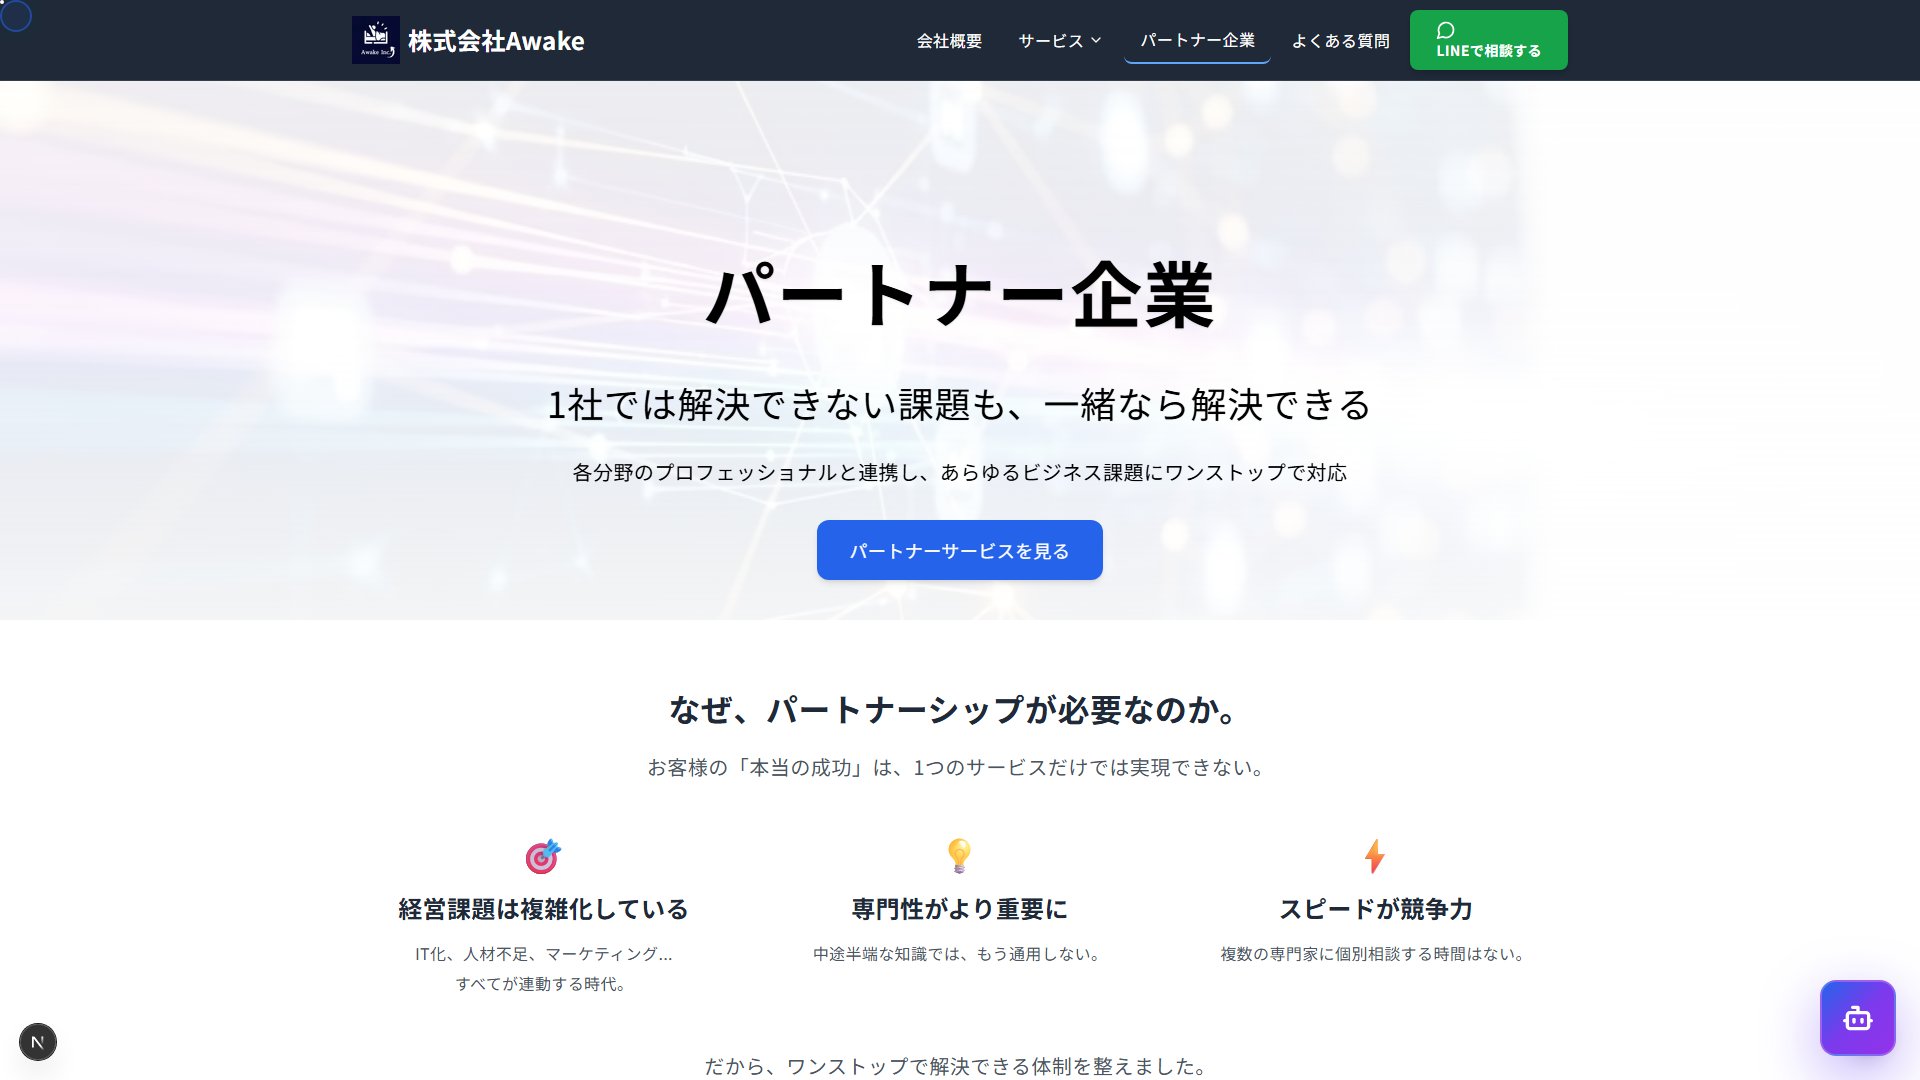 Awake Inc.
株式会社Awake
会社概要
サービス
パートナー企業
よくある質問
LINEで相談する
パートナー企業
1社では解決できない課題も、一緒なら解決できる
各分野のプロフェッショナルと連携し、あらゆるビジネス課題にワンストップで対応
パートナーサービスを見る
なぜ、パートナーシップが必要なのか。
お客様の「本当の成功」は、1つのサービスだけでは実現できない。
経営課題は複雑化している
IT化、人材不足、マーケティング...
すべてが連動する時代。
専門性がより重要に
中途半端な知識では、もう通用しない。
スピードが競争力
複数の専門家に個別相談する時間はない。
N
だから、ワンストップで解決できる体制を整えました。